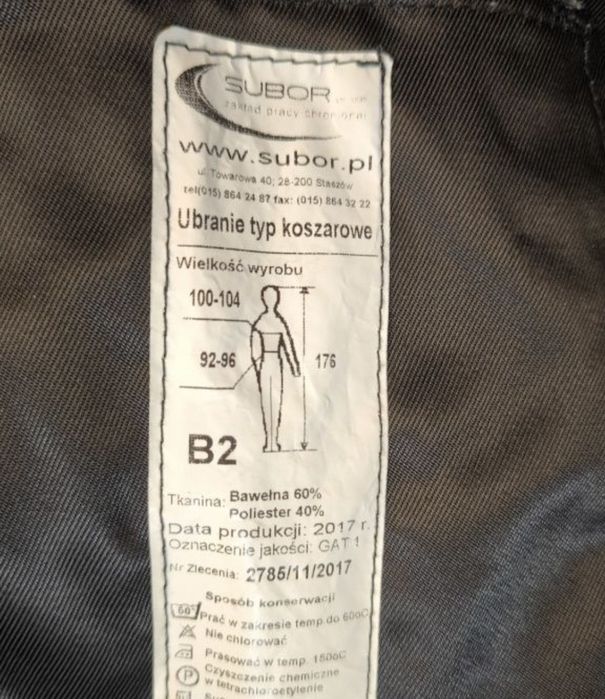 SUBOR
zakład pracy chronionej
www.subor.pl
ul. Towarowa 40; 28-200 Staszów
tel(015) 864 24 87 fax: (015) 864 32 22
Ubranie typ koszarowe
Wielkość wyrobu
100-104
92-96
176
B2
Tkanina: Bawełna 60%
Poliester 40%
Data produkcji: 2017 r.
Oznaczenie jakości: GAT 1
Nr Zlecenia: 2785/11/2017
Sposób konserwacji
60° Prać w zakresie temp.do 60oC
Nie chlorować
Prasować w temp. 150oC
P Czyszczenie chemiczne
w tetrachloroetylenie